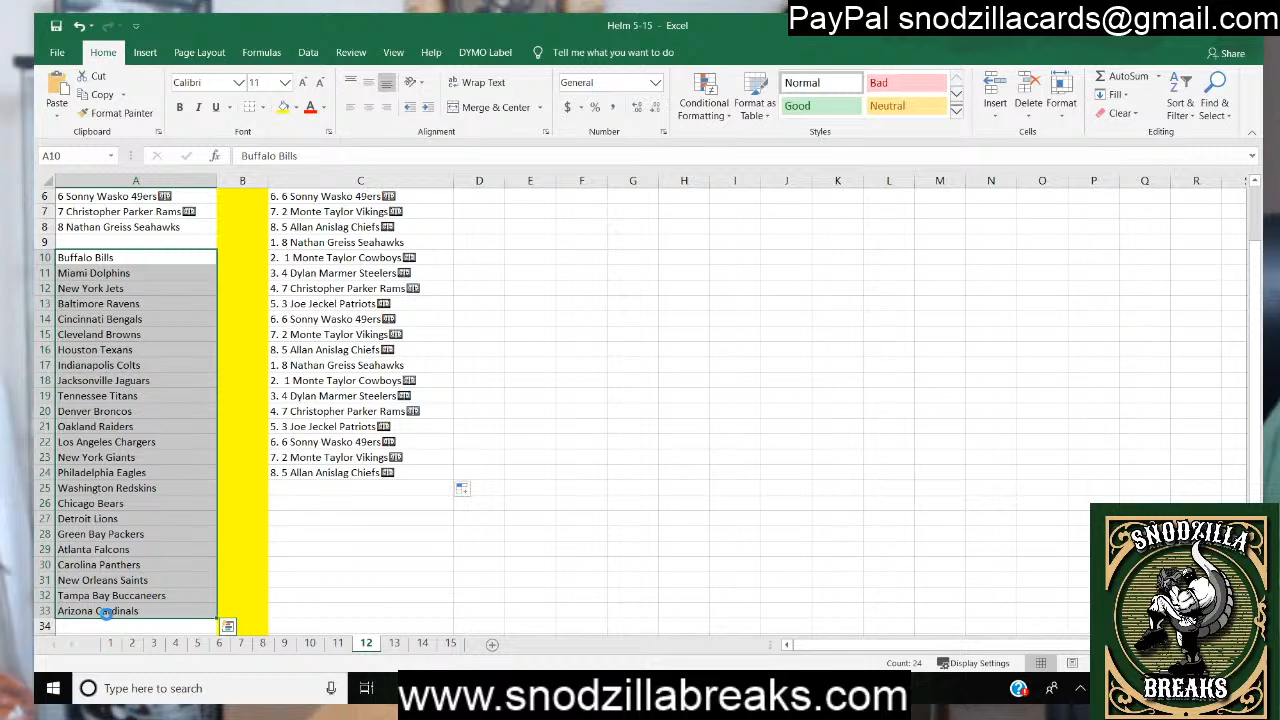 PayPal snodzillacards@gmail.com
Helm 5-15 - Excel
File Home Insert Page Layout Formulas Data Review View Help DYMO Label Tell me what you want to do Share
Paste
Cut
Copy
Format Painter
Clipboard
Calibri 11
B I U
Font
Wrap Text
Merge & Center
Alignment
General
$ % ,
Number
Conditional Formatting
Format as Table
Normal Bad
Good Neutral
Styles
Insert Delete Format
Cells
AutoSum
Fill
Clear
Sort & Filter
Find & Select
Editing
A10 fx Buffalo Bills
A B C D E F G H I J K L M N O P Q R
6 6 Sonny Wasko 49ers 6. 6 Sonny Wasko 49ers
7 7 Christopher Parker Rams 7. 2 Monte Taylor Vikings
8 8 Nathan Greiss Seahawks 8. 5 Allan Anislag Chiefs
9 1. 8 Nathan Greiss Seahawks
10 Buffalo Bills 2. 1 Monte Taylor Cowboys
11 Miami Dolphins 3. 4 Dylan Marmer Steelers
12 New York Jets 4. 7 Christopher Parker Rams
13 Baltimore Ravens 5. 3 Joe Jeckel Patriots
14 Cincinnati Bengals 6. 6 Sonny Wasko 49ers
15 Cleveland Browns 7. 2 Monte Taylor Vikings
16 Houston Texans 8. 5 Allan Anislag Chiefs
17 Indianapolis Colts 1. 8 Nathan Greiss Seahawks
18 Jacksonville Jaguars 2. 1 Monte Taylor Cowboys
19 Tennessee Titans 3. 4 Dylan Marmer Steelers
20 Denver Broncos 4. 7 Christopher Parker Rams
21 Oakland Raiders 5. 3 Joe Jeckel Patriots
22 Los Angeles Chargers 6. 6 Sonny Wasko 49ers
23 New York Giants 7. 2 Monte Taylor Vikings
24 Philadelphia Eagles 8. 5 Allan Anislag Chiefs
25 Washington Redskins
26 Chicago Bears
27 Detroit Lions
28 Green Bay Packers
29 Atlanta Falcons
30 Carolina Panthers
31 New Orleans Saints
32 Tampa Bay Buccaneers
33 Arizona Cardinals
34
1 2 3 4 5 6 7 8 9 10 11 12 13 14 15
Count: 24 Display Settings
Type here to search
www.snodzillabreaks.com
SNODZILLA
BREAKS